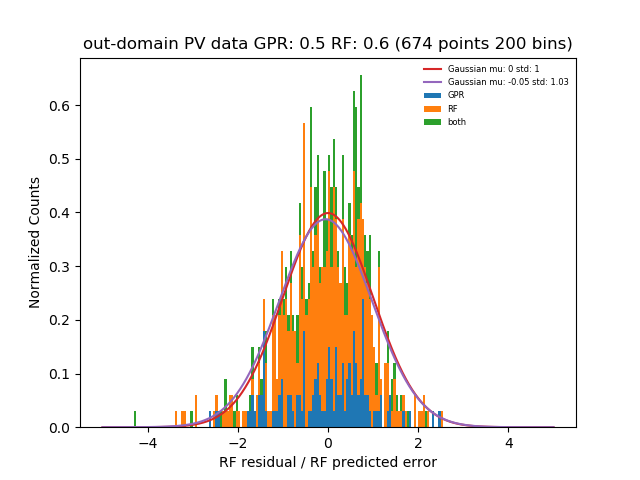 out-domain PV data GPR: 0.5 RF: 0.6 (674 points 200 bins)
Gaussian mu: 0 std: 1
Gaussian mu: -0.05 std: 1.03
GPR
RF
both
Normalized Counts
0.6
0.5
0.4
0.3
0.2
0.1
0.0
−4
−2
0
2
4
RF residual / RF predicted error